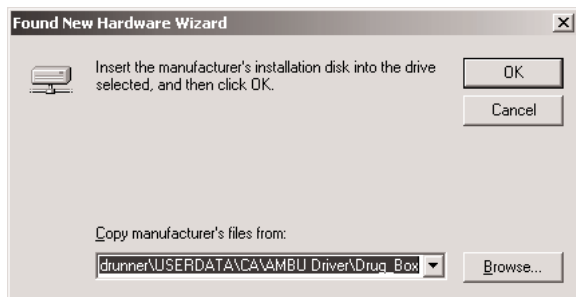 Found New Hardware Wizard
Insert the manufacturer's installation disk into the drive
selected, and then click OK.
OK
Cancel
Copy manufacturer's files from:
drunner\USERDATA\CA\AMBU Driver\Drug_Box
Browse...